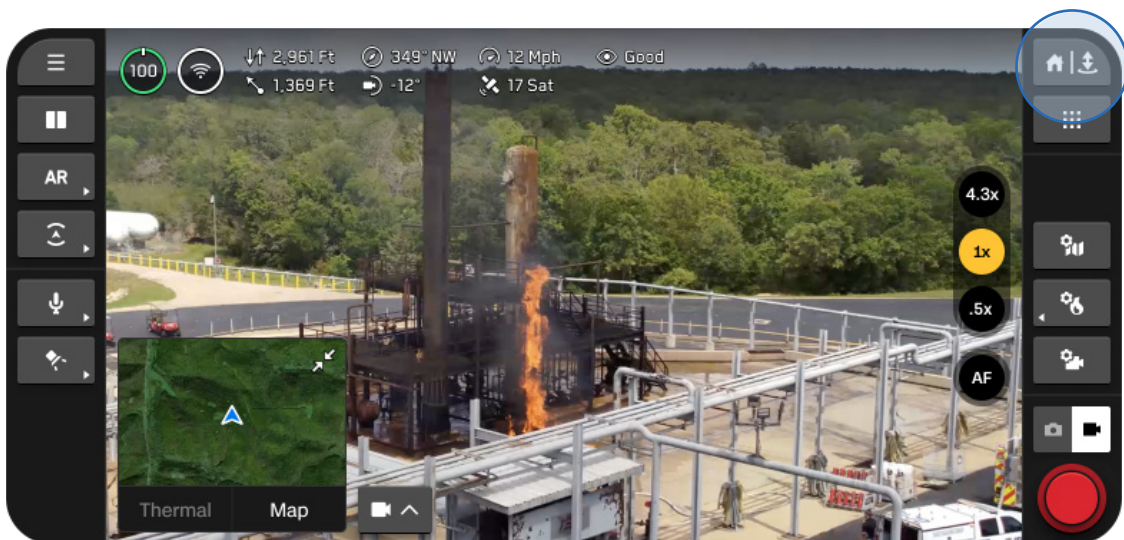 100
2,961 Ft
349° NW
12 Mph
Good
1,369 Ft
-12°
17 Sat
AR
4.3x
1x
.5x
AF
Thermal
Map